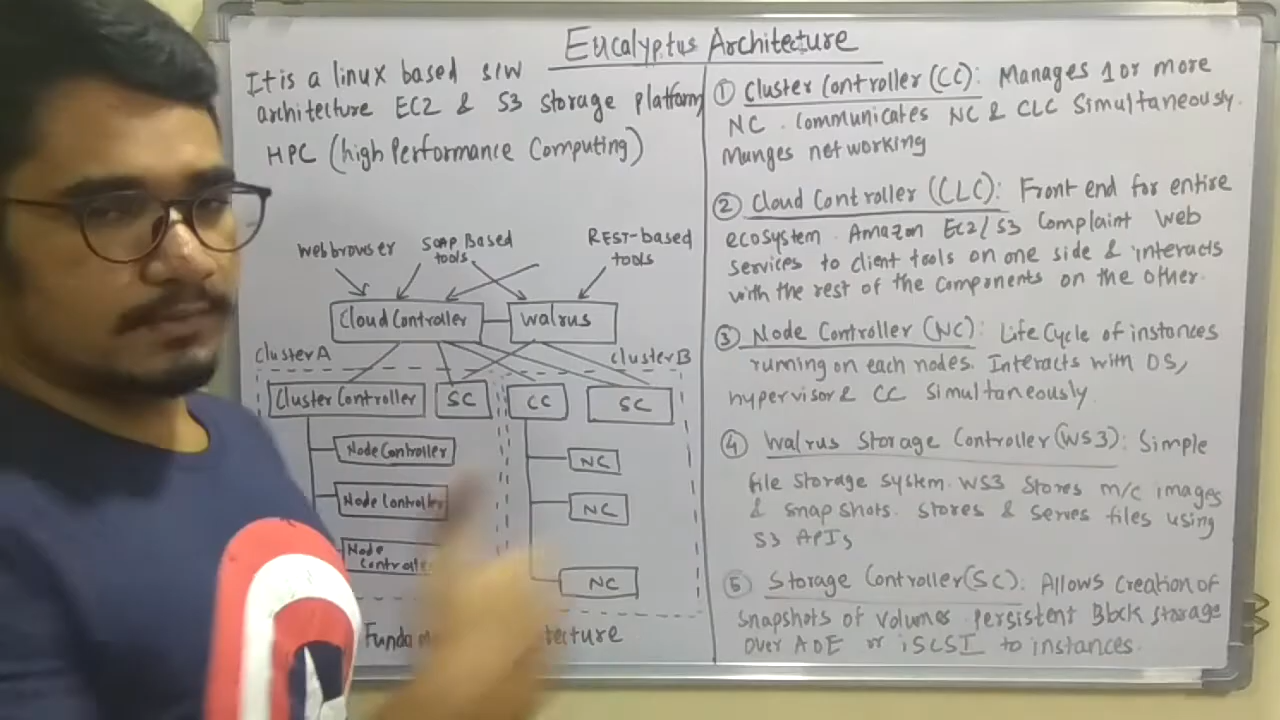 Eucalyptus Architecture
It is a linux based s/w
architecture EC2 & S3 storage platform
HPC (high Performance Computing)
webbrowser
SOAP Based
tools
REST-based
tools
Cloud Controller
walrus
Cluster A
cluster B
Cluster Controller
SC
CC
SC
Node Controller
NC
Node Controller
NC
Node
NC
① Cluster Controller (CC): Manages 1 or more
NC. Communicates NC & CLC Simultaneously.
Manges networking
② Cloud Controller (CLC): Front end for entire
ecosystem. Amazon EC2/S3 Complaint web
services to client tools on one side & interacts
with the rest of the components on the other.
③ Node Controller (NC): Life Cycle of instances
running on each nodes. Interacts with OS,
hypervisor & CC Simultaneously.
④ Walrus Storage Controller (WS3): Simple
file storage system. WS3 Stores m/c images
& snapshots. Stores & serves files using
S3 APIs
⑤ Storage Controller (SC): Allows Creation of
snapshots of volumes. persistent Block storage
over AOE or iSCSI to instances.